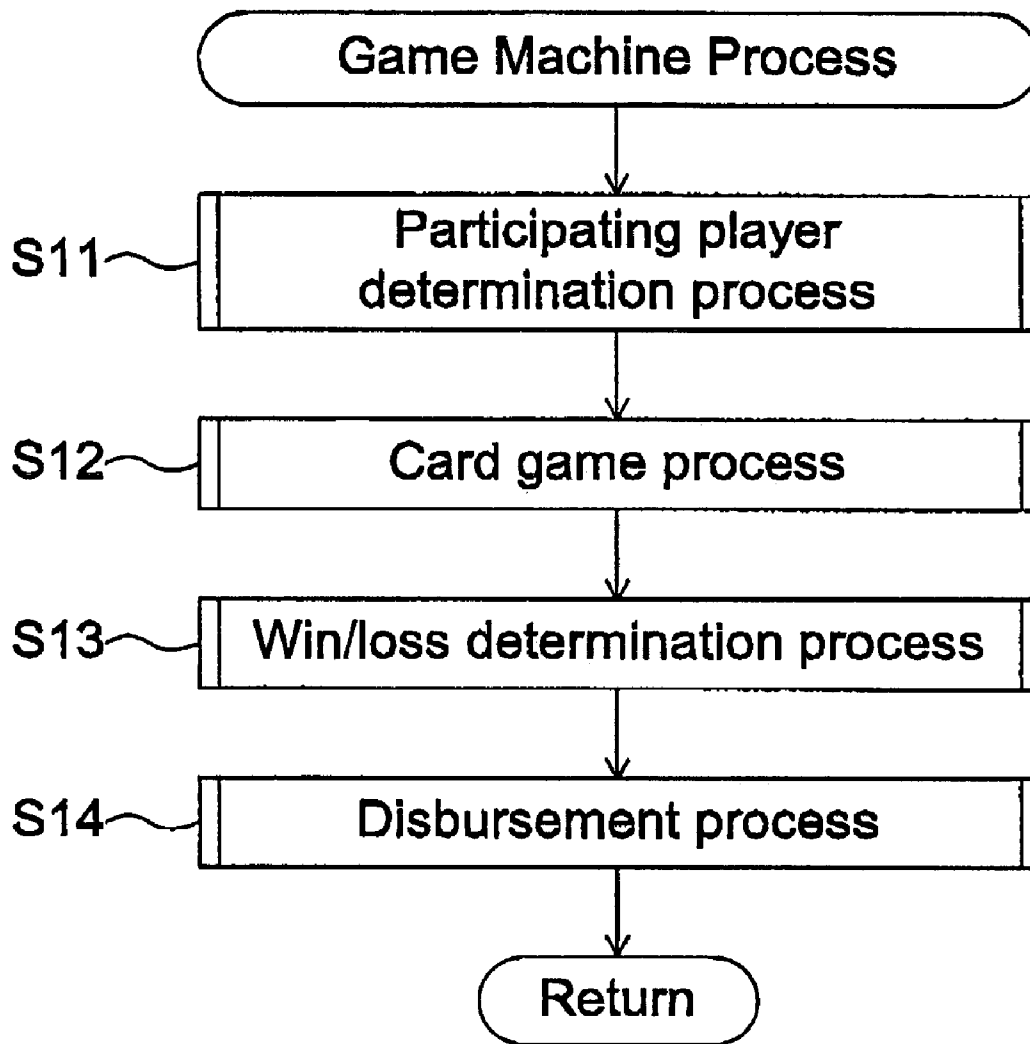 Game Machine Process
S11
Participating player
determination process
S12
Card game process
S13
Win/loss determination process
S14
Disbursement process
Return